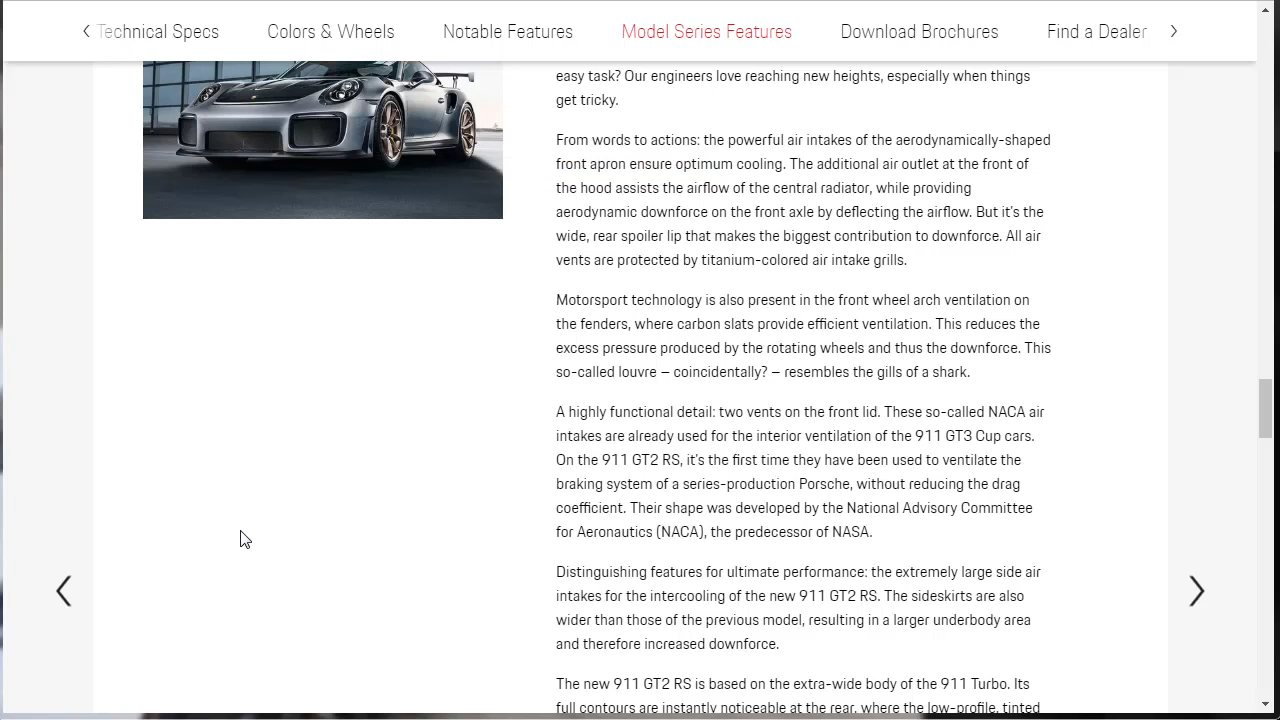 Technical Specs Colors & Wheels Notable Features Model Series Features Download Brochures Find a Dealer
easy task? Our engineers love reaching new heights, especially when things
get tricky.
From words to actions: the powerful air intakes of the aerodynamically-shaped
front apron ensure optimum cooling. The additional air outlet at the front of
the hood assists the airflow of the central radiator, while providing
aerodynamic downforce on the front axle by deflecting the airflow. But it's the
wide, rear spoiler lip that makes the biggest contribution to downforce. All air
vents are protected by titanium-colored air intake grills.
Motorsport technology is also present in the front wheel arch ventilation on
the fenders, where carbon slats provide efficient ventilation. This reduces the
excess pressure produced by the rotating wheels and thus the downforce. This
so-called louvre – coincidentally? – resembles the gills of a shark.
A highly functional detail: two vents on the front lid. These so-called NACA air
intakes are already used for the interior ventilation of the 911 GT3 Cup cars.
On the 911 GT2 RS, it's the first time they have been used to ventilate the
braking system of a series-production Porsche, without reducing the drag
coefficient. Their shape was developed by the National Advisory Committee
for Aeronautics (NACA), the predecessor of NASA.
Distinguishing features for ultimate performance: the extremely large side air
intakes for the intercooling of the new 911 GT2 RS. The sideskirts are also
wider than those of the previous model, resulting in a larger underbody area
and therefore increased downforce.
The new 911 GT2 RS is based on the extra-wide body of the 911 Turbo. Its
full contours are instantly noticeable at the rear, where the low-profile, tinted